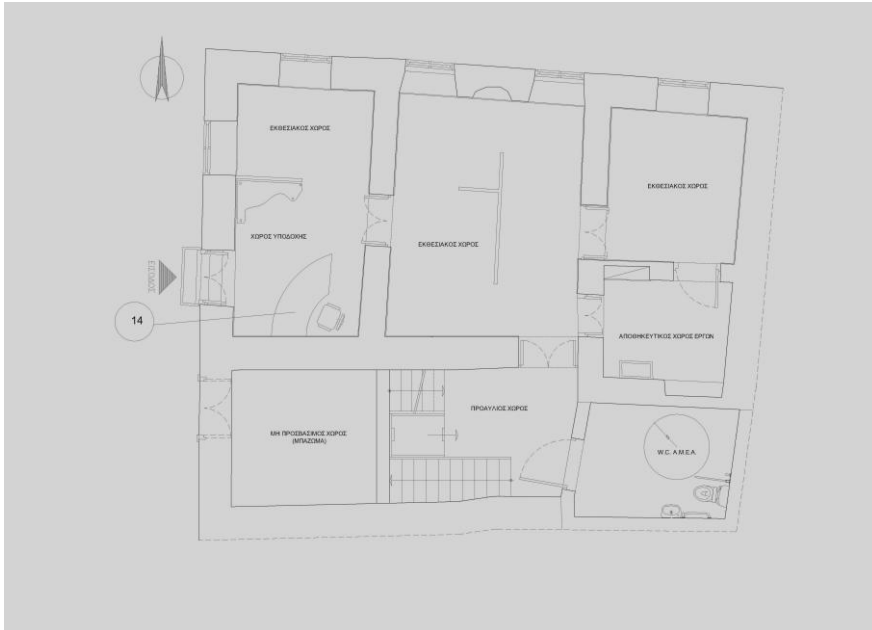 ΕΚΘΕΣΙΑΚΟΣ ΧΩΡΟΣ
ΕΚΘΕΣΙΑΚΟΣ ΧΩΡΟΣ
ΧΩΡΟΣ ΥΠΟΔΟΧΗΣ
ΕΚΘΕΣΙΑΚΟΣ ΧΩΡΟΣ
ΕΙΣΟΔΟΣ
14
ΑΠΟΘΗΚΕΥΤΙΚΟΣ ΧΩΡΟΣ ΕΡΓΩΝ
ΠΡΟΑΥΛΙΟΣ ΧΩΡΟΣ
ΜΗ ΠΡΟΣΒΑΣΙΜΟΣ ΧΩΡΟΣ
(ΜΠΑΖΩΜΑ)
W.C. Α.Μ.Ε.Α.